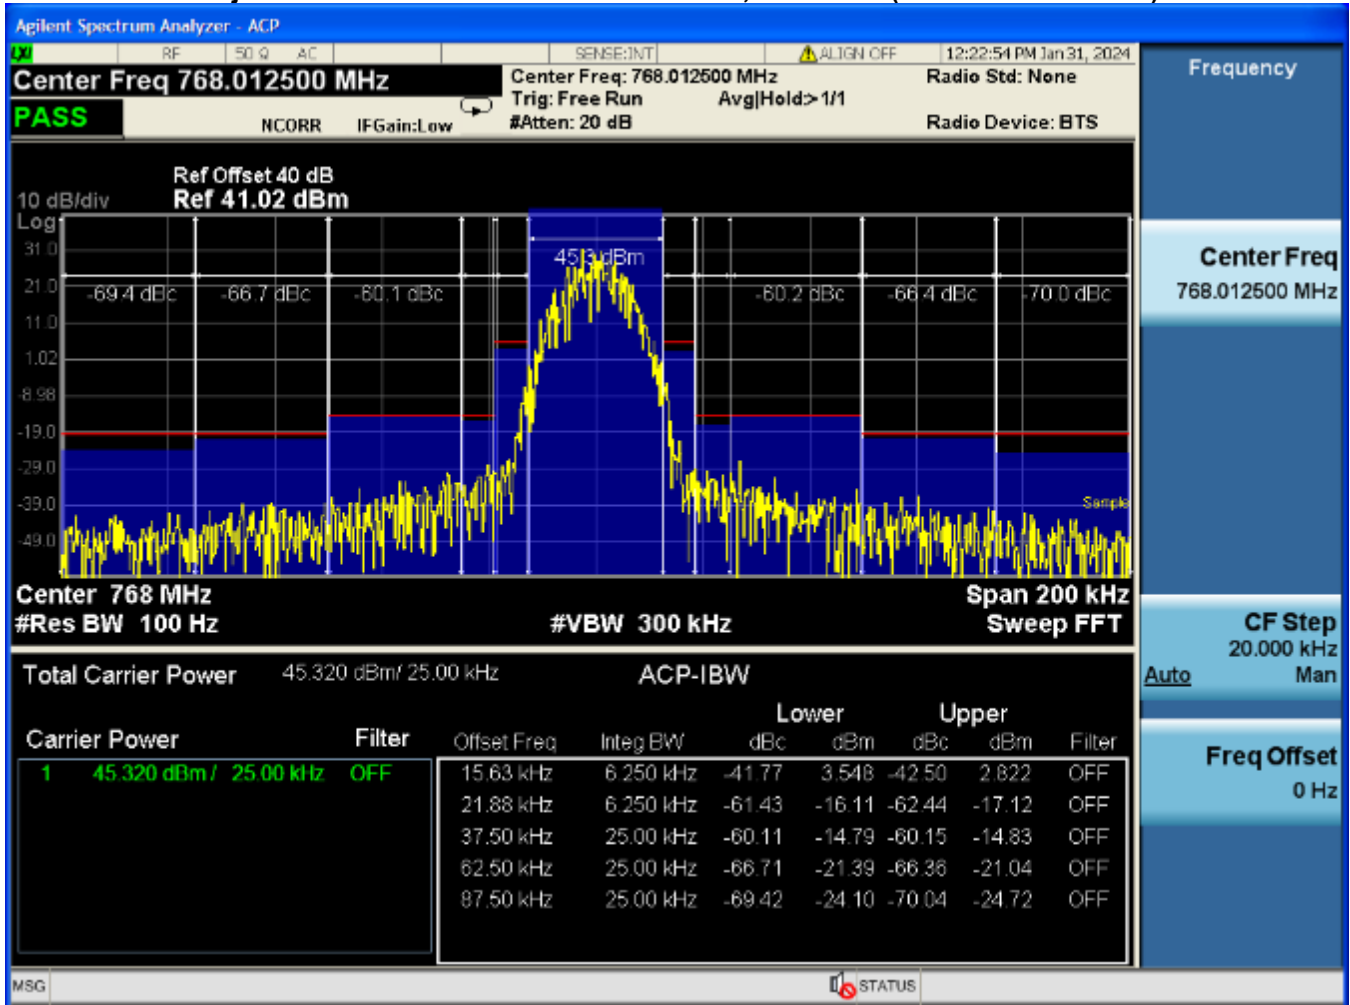 Agilent Spectrum Analyzer - ACP
LXI RF 50 Ω AC SENSE:INT ALIGN OFF 12:22:54 PM Jan 31, 2024
Center Freq 768.012500 MHz
Center Freq: 768.012500 MHz
Radio Std: None
Trig: Free Run Avg|Hold:>1/1
PASS NCORR IFGain:Low #Atten: 20 dB Radio Device: BTS
Frequency
Ref Offset 40 dB
10 dB/div Ref 41.02 dBm
Log
31.0
45.3 dBm
21.0
-69.4 dBc -66.7 dBc -60.1 dBc -60.2 dBc -66.4 dBc -70.0 dBc
11.0
1.02
-8.98
-19.0
-29.0
-39.0
Sample
-49.0
Center 768 MHz Span 200 kHz
#Res BW 100 Hz #VBW 300 kHz Sweep FFT
Total Carrier Power 45.320 dBm/ 25.00 kHz ACP-IBW
Lower Upper
Carrier Power Filter Offset Freq Integ BW dBc dBm dBc dBm Filter
1 45.320 dBm / 25.00 kHz OFF 15.63 kHz 6.250 kHz -41.77 3.548 -42.50 2.822 OFF
21.88 kHz 6.250 kHz -61.43 -16.11 -62.44 -17.12 OFF
37.50 kHz 25.00 kHz -60.11 -14.79 -60.15 -14.83 OFF
62.50 kHz 25.00 kHz -66.71 -21.39 -66.36 -21.04 OFF
87.50 kHz 25.00 kHz -69.42 -24.10 -70.04 -24.72 OFF
Center Freq
768.012500 MHz
CF Step
20.000 kHz
Auto Man
Freq Offset
0 Hz
MSG STATUS